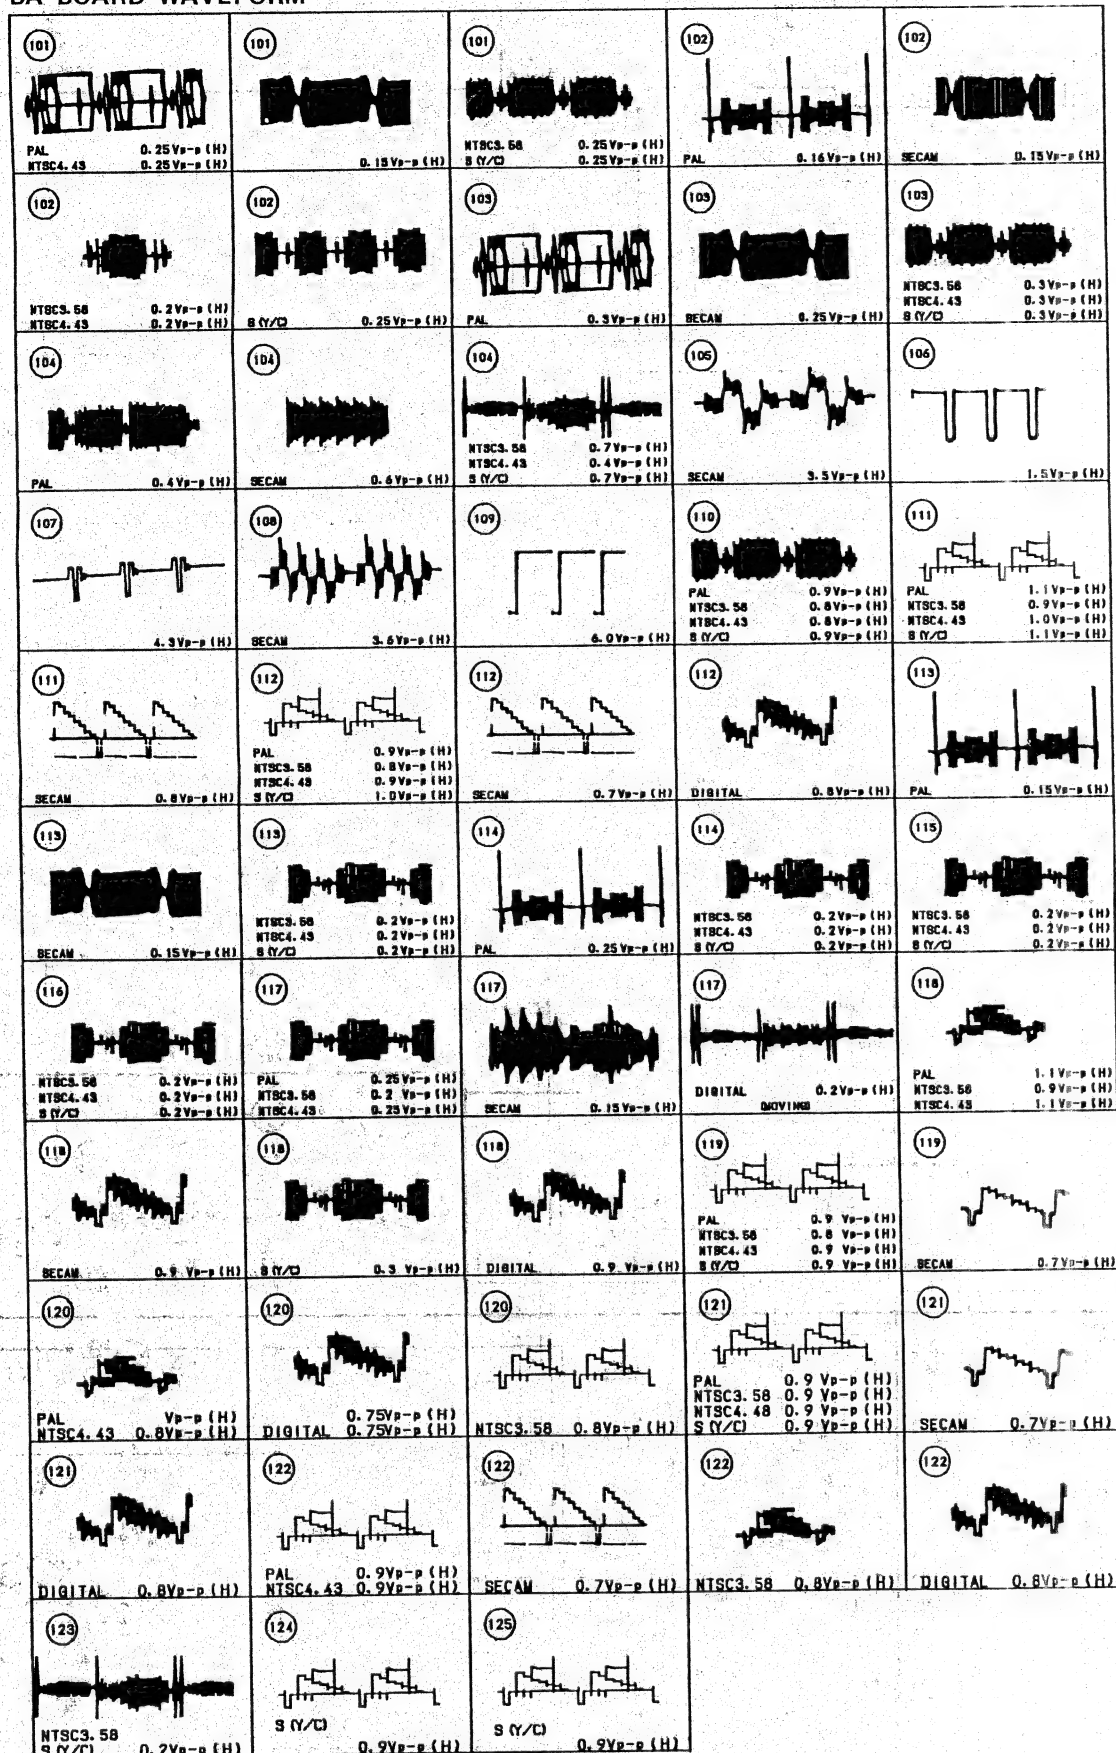 BA BOARD WAVEFORM
101
PAL 0.25Vp-p (H)
NTSC4.43 0.25Vp-p (H)
101
0.15Vp-p (H)
101
NTSC3.58 0.25Vp-p (H)
S (Y/C) 0.25Vp-p (H)
102
PAL 0.16Vp-p (H)
102
SECAM 0.15Vp-p (H)
102
NTSC3.58 0.2Vp-p (H)
NTSC4.43 0.2Vp-p (H)
102
S (Y/C) 0.25Vp-p (H)
103
PAL 0.3Vp-p (H)
103
SECAM 0.25Vp-p (H)
103
NTSC3.58 0.3Vp-p (H)
NTSC4.43 0.3Vp-p (H)
S (Y/C) 0.3Vp-p (H)
104
PAL 0.4Vp-p (H)
104
SECAM 0.6Vp-p (H)
104
NTSC3.58 0.7Vp-p (H)
NTSC4.43 0.4Vp-p (H)
S (Y/C) 0.7Vp-p (H)
105
SECAM 3.5Vp-p (H)
106
1.5Vp-p (H)
107
4.3Vp-p (H)
108
SECAM 3.6Vp-p (H)
109
6.0Vp-p (H)
110
PAL 0.9Vp-p (H)
NTSC3.58 0.8Vp-p (H)
NTSC4.43 0.8Vp-p (H)
S (Y/C) 0.9Vp-p (H)
111
PAL 1.1Vp-p (H)
NTSC3.58 0.9Vp-p (H)
NTSC4.43 1.0Vp-p (H)
S (Y/C) 1.1Vp-p (H)
111
SECAM 0.8Vp-p (H)
112
PAL 0.9Vp-p (H)
NTSC3.58 0.8Vp-p (H)
NTSC4.43 0.9Vp-p (H)
S (Y/C) 1.0Vp-p (H)
112
SECAM 0.7Vp-p (H)
112
DIGITAL 0.8Vp-p (H)
113
PAL 0.15Vp-p (H)
113
SECAM 0.15Vp-p (H)
113
NTSC3.58 0.2Vp-p (H)
NTSC4.43 0.2Vp-p (H)
S (Y/C) 0.2Vp-p (H)
114
PAL 0.25Vp-p (H)
114
NTSC3.58 0.2Vp-p (H)
NTSC4.43 0.2Vp-p (H)
S (Y/C) 0.2Vp-p (H)
115
NTSC3.58 0.2Vp-p (H)
NTSC4.43 0.2Vp-p (H)
S (Y/C) 0.2Vp-p (H)
116
NTSC3.58 0.2Vp-p (H)
NTSC4.43 0.2Vp-p (H)
S (Y/C) 0.2Vp-p (H)
117
PAL 0.25Vp-p (H)
NTSC3.58 0.2 Vp-p (H)
NTSC4.43 0.25Vp-p (H)
117
SECAM 0.15Vp-p (H)
117
DIGITAL 0.2Vp-p (H)
(MOVING)
118
PAL 1.1Vp-p (H)
NTSC3.58 0.9Vp-p (H)
NTSC4.43 1.1Vp-p (H)
118
SECAM 0.9 Vp-p (H)
118
S (Y/C) 0.3 Vp-p (H)
118
DIGITAL 0.9 Vp-p (H)
119
PAL 0.9 Vp-p (H)
NTSC3.58 0.8 Vp-p (H)
NTSC4.43 0.9 Vp-p (H)
S (Y/C) 0.9 Vp-p (H)
119
SECAM 0.7Vp-p (H)
120
PAL Vp-p (H)
NTSC4.43 0.8Vp-p (H)
120
0.75Vp-p (H)
DIGITAL 0.75Vp-p (H)
120
NTSC3.58 0.8Vp-p (H)
121
PAL 0.9 Vp-p (H)
NTSC3.58 0.9 Vp-p (H)
NTSC4.48 0.9 Vp-p (H)
S (Y/C) 0.9 Vp-p (H)
121
SECAM 0.7Vp-p (H)
121
DIGITAL 0.8Vp-p (H)
122
PAL 0.9Vp-p (H)
NTSC4.43 0.9Vp-p (H)
122
SECAM 0.7Vp-p (H)
122
NTSC3.58 0.8Vp-p (H)
122
DIGITAL 0.8Vp-p (H)
123
NTSC3.58
S (Y/C) 0.2Vp-p (H)
124
S (Y/C)
0.9Vp-p (H)
125
S (Y/C)
0.9Vp-p (H)